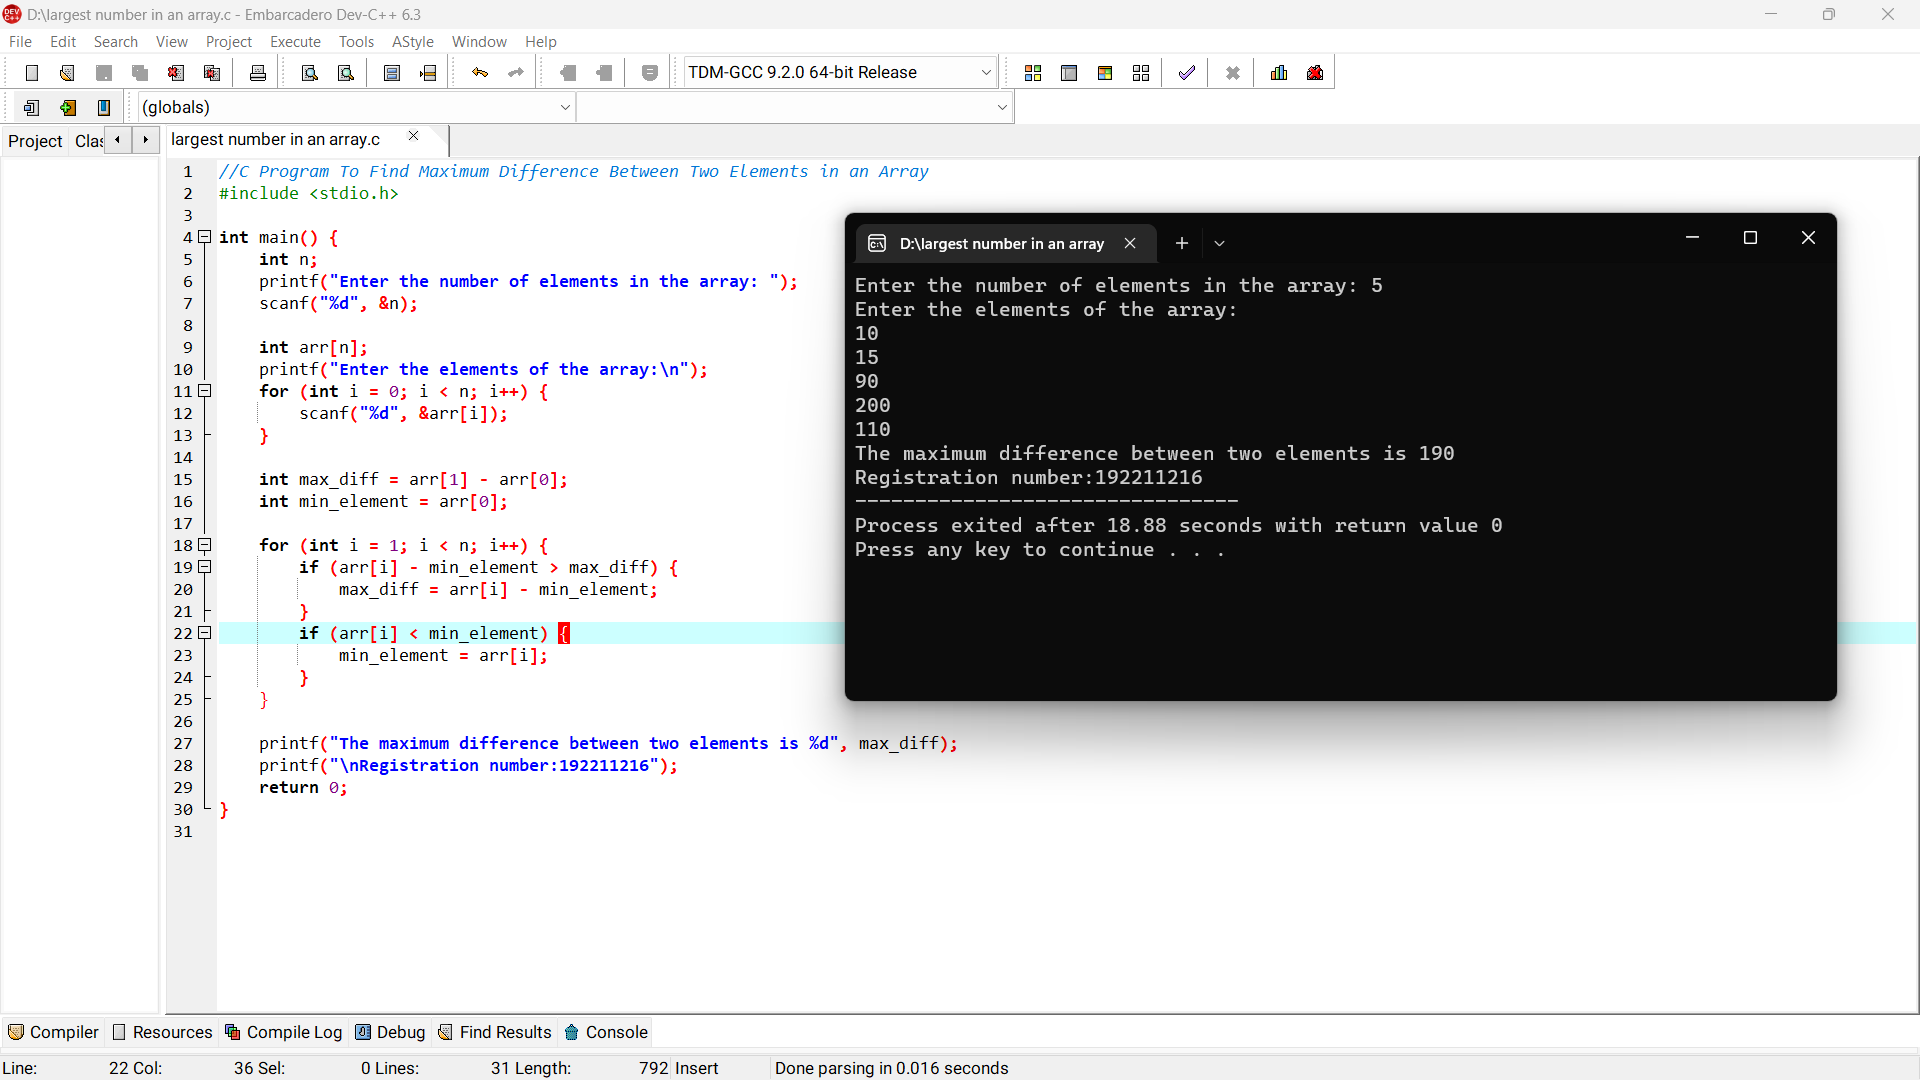 D:\largest number in an array.c - Embarcadero Dev-C++ 6.3
File Edit Search View Project Execute Tools AStyle Window Help
TDM-GCC 9.2.0 64-bit Release
(globals)
Project Clas
largest number in an array.c
1 //C Program To Find Maximum Difference Between Two Elements in an Array
2 #include <stdio.h>
3
4 int main() {
5     int n;
6     printf("Enter the number of elements in the array: ");
7     scanf("%d", &n);
8
9     int arr[n];
10     printf("Enter the elements of the array:\n");
11     for (int i = 0; i < n; i++) {
12         scanf("%d", &arr[i]);
13     }
14
15     int max_diff = arr[1] - arr[0];
16     int min_element = arr[0];
17
18     for (int i = 1; i < n; i++) {
19         if (arr[i] - min_element > max_diff) {
20             max_diff = arr[i] - min_element;
21         }
22         if (arr[i] < min_element) {
23             min_element = arr[i];
24         }
25     }
26
27     printf("The maximum difference between two elements is %d", max_diff);
28     printf("\nRegistration number:192211216");
29     return 0;
30 }
31
D:\largest number in an array
Enter the number of elements in the array: 5
Enter the elements of the array:
10
15
90
200
110
The maximum difference between two elements is 190
Registration number:192211216
--------------------------------
Process exited after 18.88 seconds with return value 0
Press any key to continue . . .
Compiler Resources Compile Log Debug Find Results Console
Line: 22 Col: 36 Sel: 0 Lines: 31 Length: 792 Insert Done parsing in 0.016 seconds